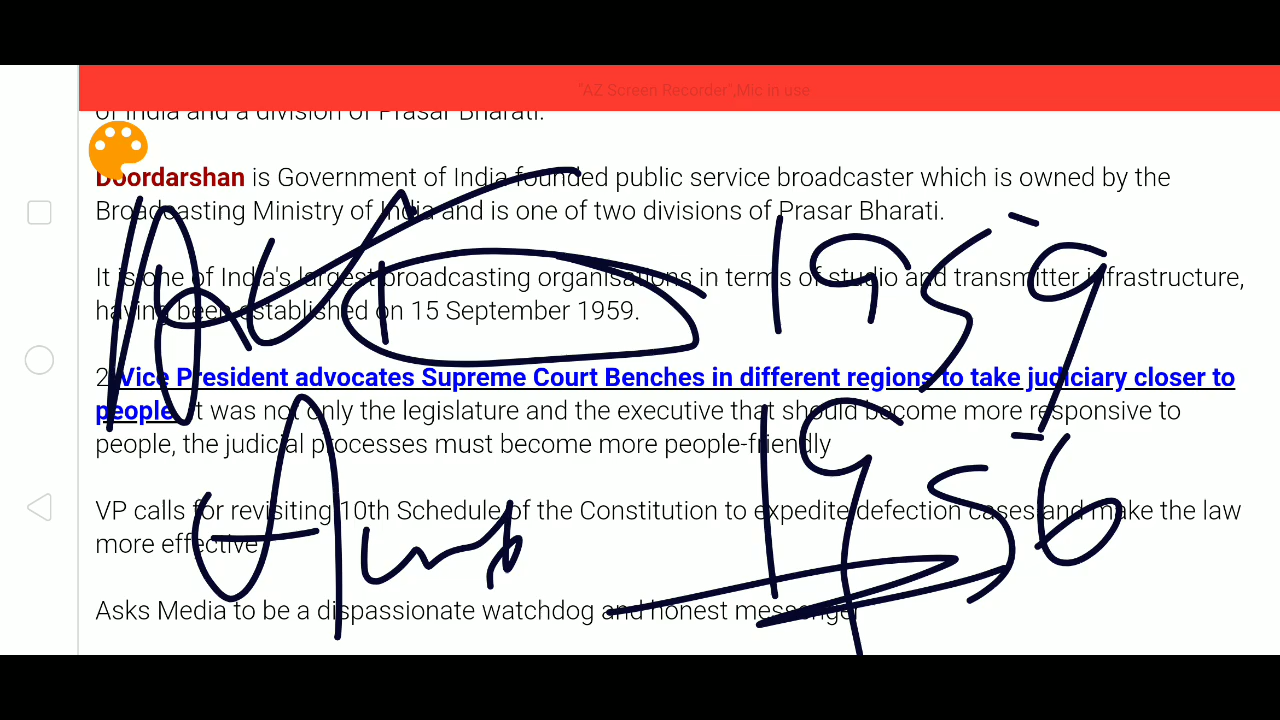 "AZ Screen Recorder",Mic in use
of India and a division of Prasar Bharati.
Doordarshan is Government of India founded public service broadcaster which is owned by the
Broadcasting Ministry of India and is one of two divisions of Prasar Bharati.
1959
It is one of India's largest broadcasting organisations in terms of studio and transmitter infrastructure,
having been established on 15 September 1959.
2. Vice President advocates Supreme Court Benches in different regions to take judiciary closer to
people. It was not only the legislature and the executive that should become more responsive to
people, the judicial processes must become more people-friendly
1956
VP calls for revisiting 10th Schedule of the Constitution to expedite defection cases and make the law
more effective
Asks Media to be a dispassionate watchdog and honest messenger